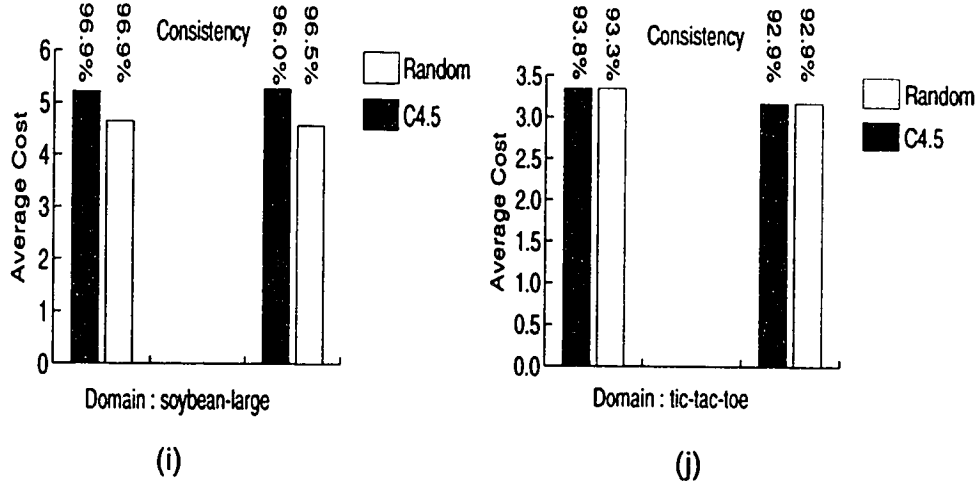 96.9%
96.9%
Consistency
96.0%
96.5%
6
5
4
3
2
1
0
Average Cost
Random
C4.5
Domain : soybean-large
(i)
93.8%
93.3%
Consistency
92.9%
92.9%
3.5
3.0
2.5
2.0
1.5
1.0
0.5
0.0
Average Cost
Random
C4.5
Domain : tic-tac-toe
(j)